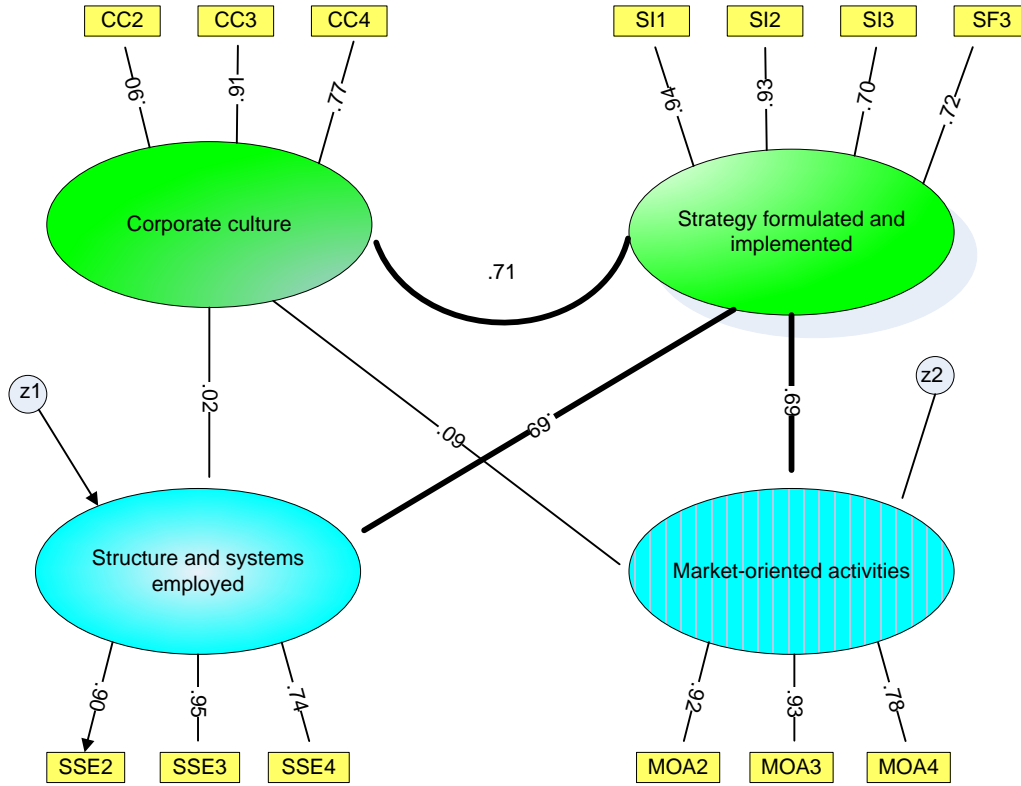 CC2
CC3
CC4
SI1
SI2
SI3
SF3
.90
.91
.77
.94
.93
.70
.72
Corporate culture
Strategy formulated and
implemented
.71
z1
z2
.02
.09
.69
.69
Structure and systems
employed
Market-oriented activities
.90
.95
.74
.92
.93
.78
SSE2
SSE3
SSE4
MOA2
MOA3
MOA4